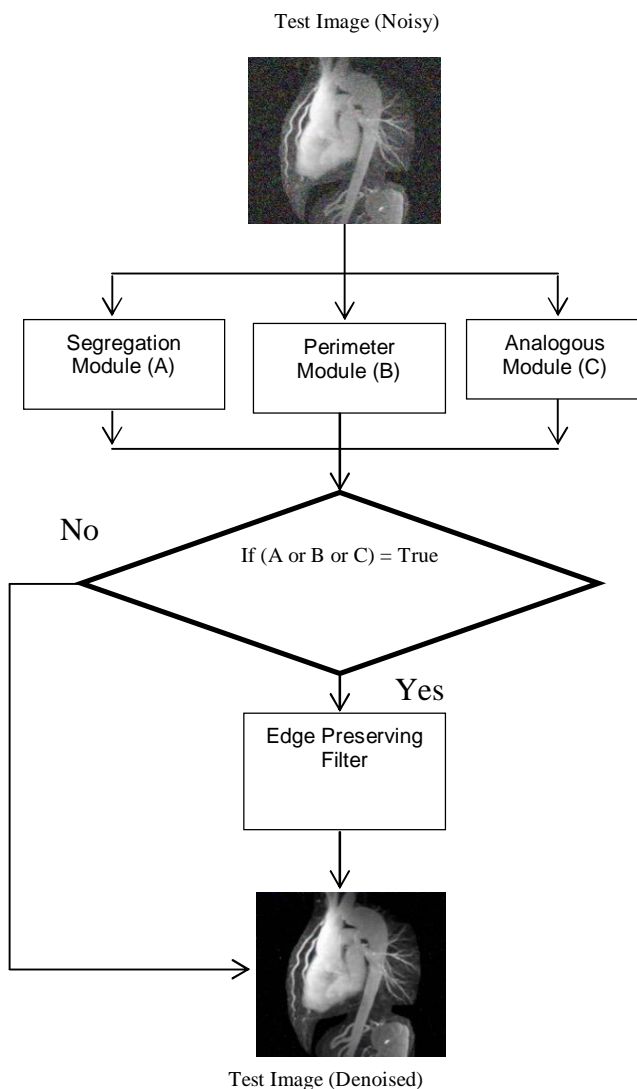 Test Image (Noisy)
Segregation
Module (A)
Perimeter
Module (B)
Analogous
Module (C)
No
If (A or B or C) = True
Yes
Edge Preserving
Filter
Test Image (Denoised)